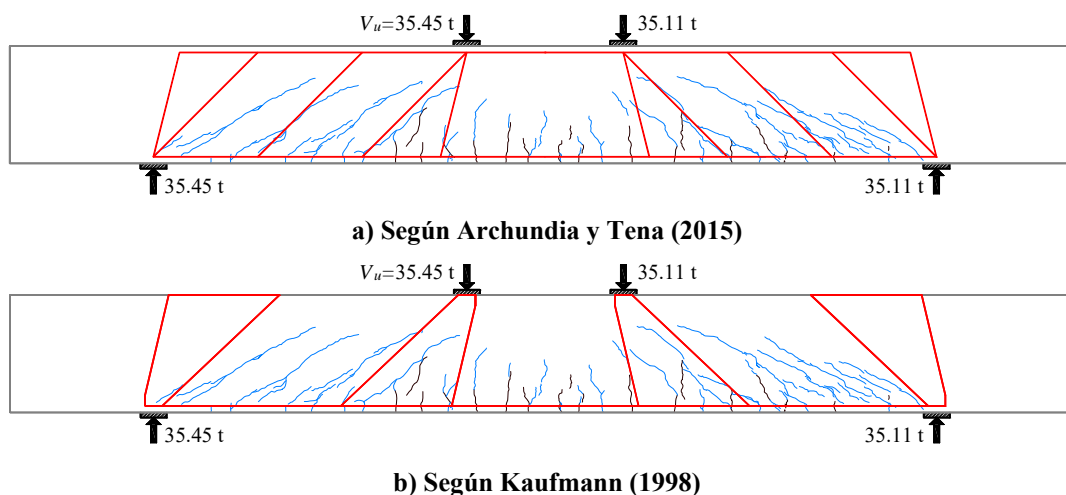 Vu=35.45 t
35.11 t
35.45 t
35.11 t
a) Según Archundia y Tena (2015)
Vu=35.45 t
35.11 t
35.45 t
35.11 t
b) Según Kaufmann (1998)